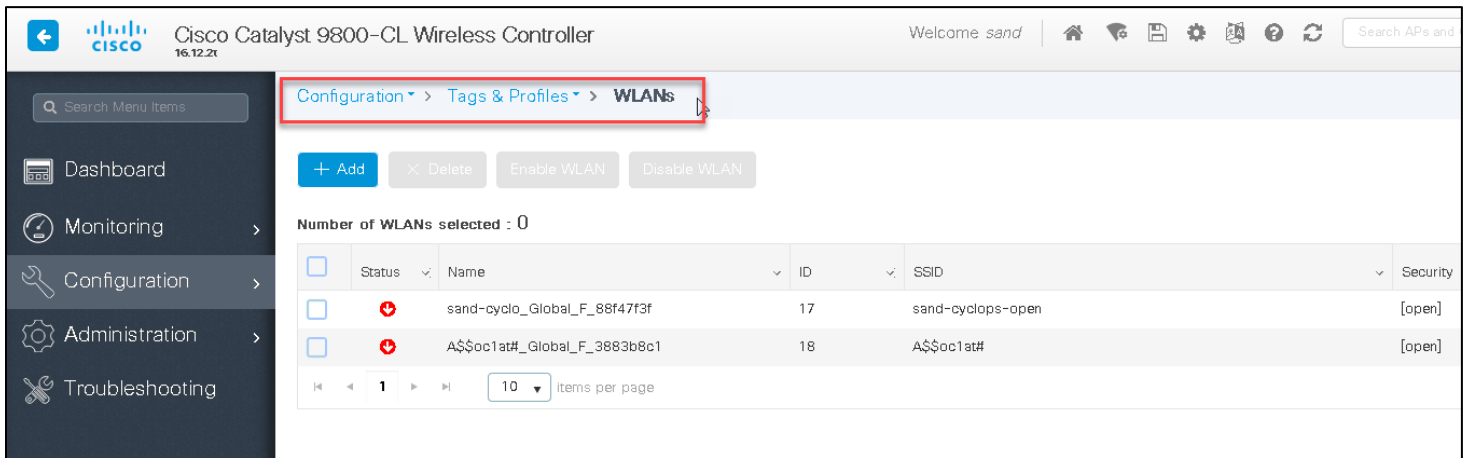 CISCO Cisco Catalyst 9800-CL Wireless Controller Welcome sand Search APs and
16.12.2t
Search Menu Items
Configuration > Tags & Profiles > WLANs
Dashboard
Monitoring
Configuration
Administration
Troubleshooting
+ Add × Delete Enable WLAN Disable WLAN
Number of WLANs selected : 0
Status Name ID SSID Security
sand-cyclo_Global_F_88f47f3f 17 sand-cyclops-open [open]
A$$oc1at#_Global_F_3883b8c1 18 A$$oc1at# [open]
1 10 items per page